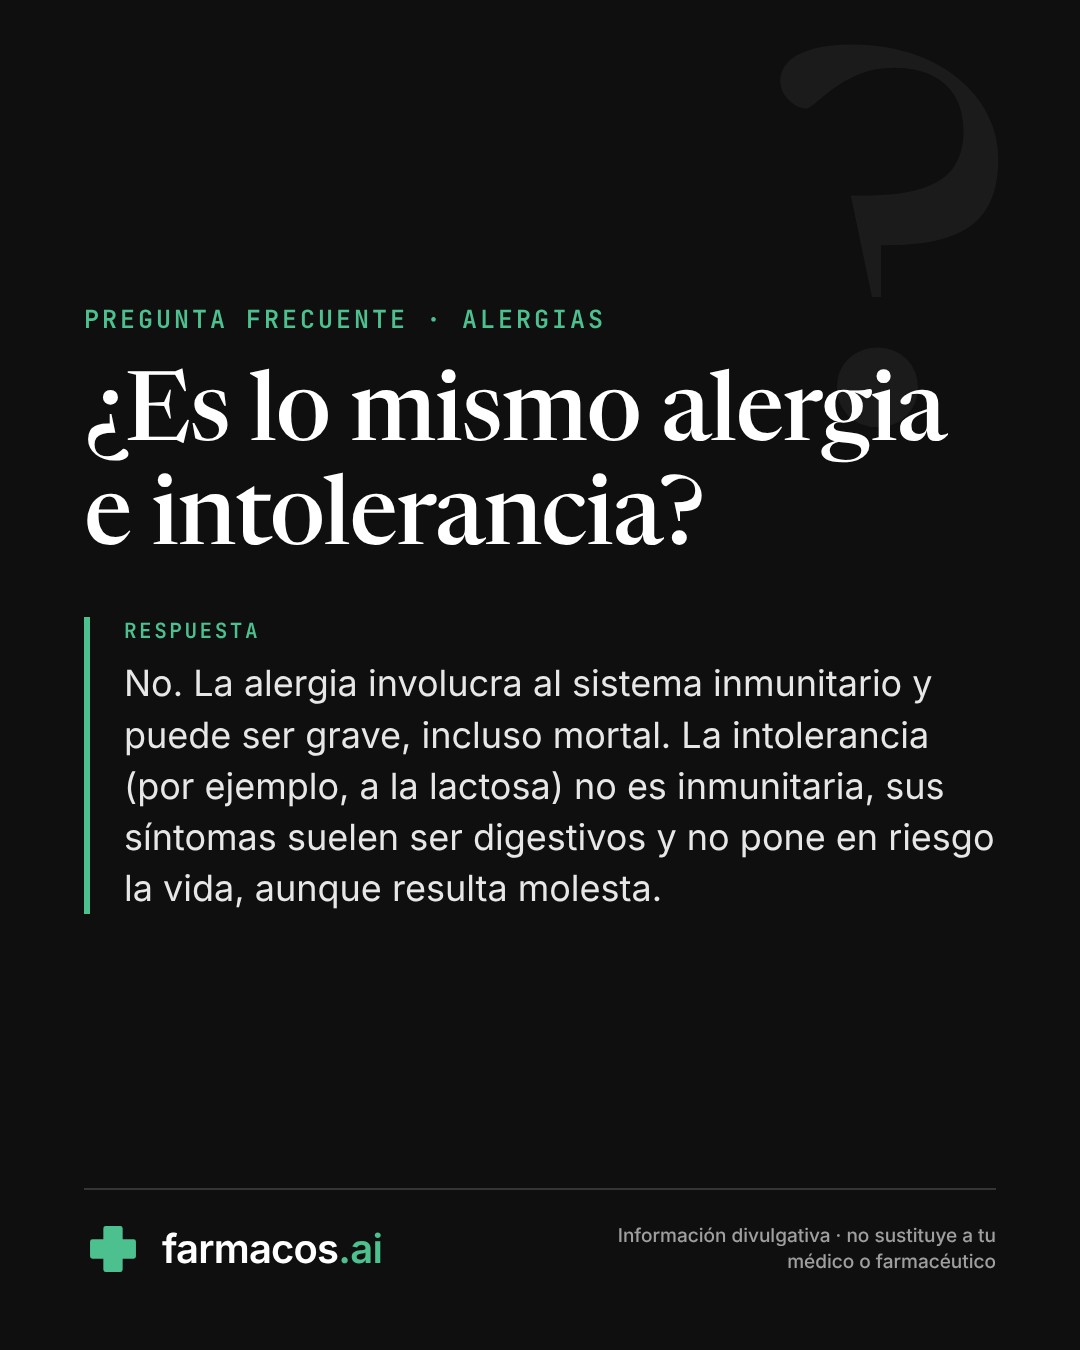 PREGUNTA FRECUENTE · ALERGIAS
¿Es lo mismo alergia
e intolerancia?
RESPUESTA
No. La alergia involucra al sistema inmunitario y
puede ser grave, incluso mortal. La intolerancia
(por ejemplo, a la lactosa) no es inmunitaria, sus
síntomas suelen ser digestivos y no pone en riesgo
la vida, aunque resulta molesta.
farmacos.ai
Información divulgativa · no sustituye a tu
médico o farmacéutico